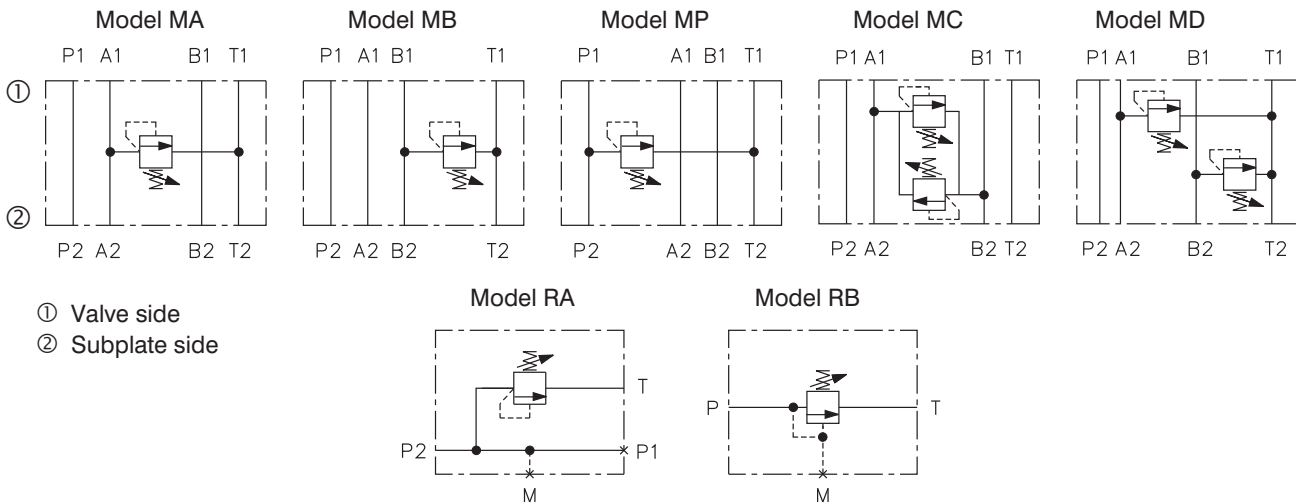 Model MA Model MB Model MP Model MC Model MD
P1 A1 B1 T1 P1 A1 B1 T1 P1 A1 B1 T1 P1 A1 B1 T1 P1 A1 B1 T1
①
②
P2 A2 B2 T2 P2 A2 B2 T2 P2 A2 B2 T2 P2 A2 B2 T2 P2 A2 B2 T2
① Valve side
② Subplate side
Model RA Model RB
T
P2 P1
M
P T
M